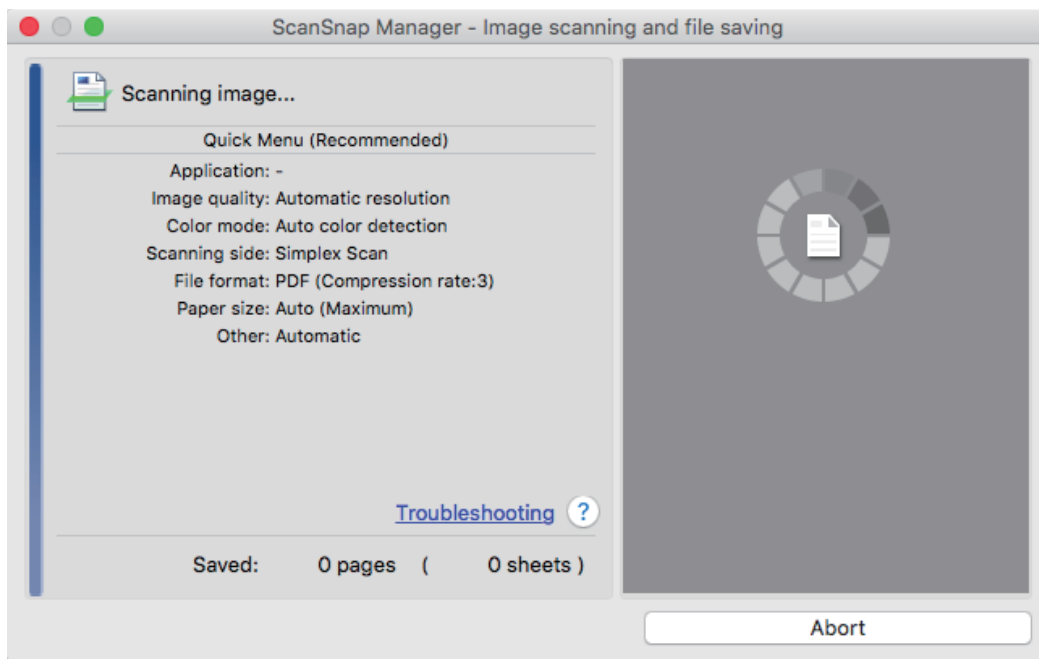 ScanSnap Manager - Image scanning and file saving
Scanning image...
Quick Menu (Recommended)
Application: -
Image quality: Automatic resolution
Color mode: Auto color detection
Scanning side: Simplex Scan
File format: PDF (Compression rate:3)
Paper size: Auto (Maximum)
Other: Automatic
Troubleshooting ?
Saved: 0 pages ( 0 sheets )
Abort